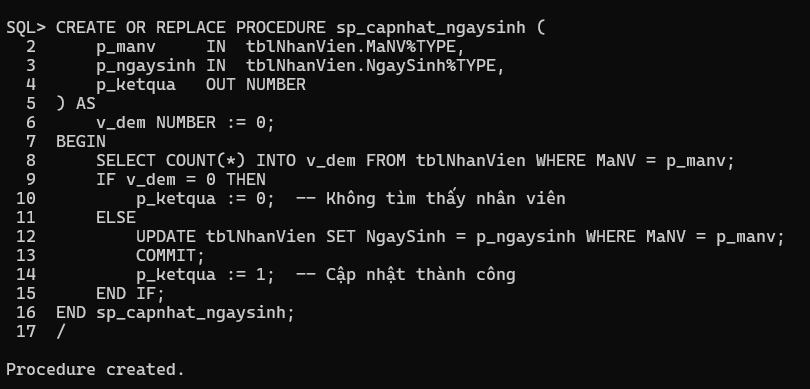 SQL> CREATE OR REPLACE PROCEDURE sp_capnhat_ngaysinh (
  2      p_manv     IN  tblNhanVien.MaNV%TYPE,
  3      p_ngaysinh IN  tblNhanVien.NgaySinh%TYPE,
  4      p_ketqua   OUT NUMBER
  5  ) AS
  6      v_dem NUMBER := 0;
  7  BEGIN
  8      SELECT COUNT(*) INTO v_dem FROM tblNhanVien WHERE MaNV = p_manv;
  9      IF v_dem = 0 THEN
 10          p_ketqua := 0;  -- Không tìm thấy nhân viên
 11      ELSE
 12          UPDATE tblNhanVien SET NgaySinh = p_ngaysinh WHERE MaNV = p_manv;
 13          COMMIT;
 14          p_ketqua := 1;  -- Cập nhật thành công
 15      END IF;
 16  END sp_capnhat_ngaysinh;
 17  /
Procedure created.